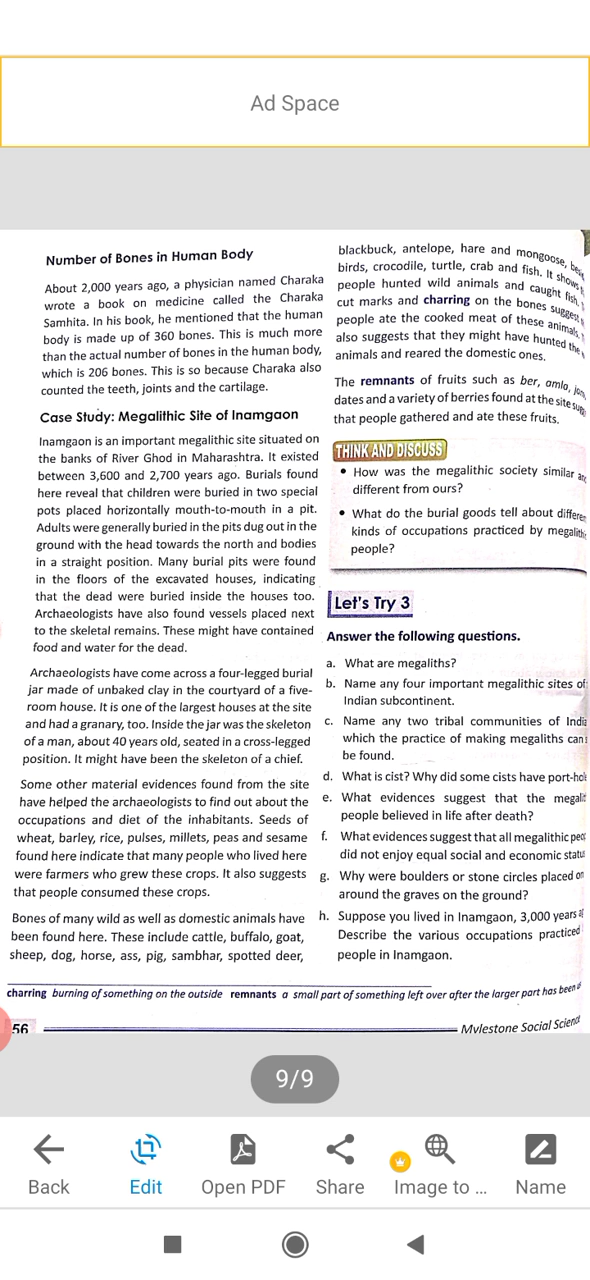 Ad Space
Number of Bones in Human Body
About 2,000 years ago, a physician named Charaka
wrote a book on medicine called the Charaka
Samhita. In his book, he mentioned that the human
body is made up of 360 bones. This is much more
than the actual number of bones in the human body,
which is 206 bones. This is so because Charaka also
counted the teeth, joints and the cartilage.
Case Study: Megalithic Site of Inamgaon
Inamgaon is an important megalithic site situated on
the banks of River Ghod in Maharashtra. It existed
between 3,600 and 2,700 years ago. Burials found
here reveal that children were buried in two special
pots placed horizontally mouth-to-mouth in a pit.
Adults were generally buried in the pits dug out in the
ground with the head towards the north and bodies
in a straight position. Many burial pits were found
in the floors of the excavated houses, indicating
that the dead were buried inside the houses too.
Archaeologists have also found vessels placed next
to the skeletal remains. These might have contained
food and water for the dead.
Archaeologists have come across a four-legged burial
jar made of unbaked clay in the courtyard of a five-
room house. It is one of the largest houses at the site
and had a granary, too. Inside the jar was the skeleton
of a man, about 40 years old, seated in a cross-legged
position. It might have been the skeleton of a chief.
Some other material evidences found from the site
have helped the archaeologists to find out about the
occupations and diet of the inhabitants. Seeds of
wheat, barley, rice, pulses, millets, peas and sesame
found here indicate that many people who lived here
were farmers who grew these crops. It also suggests
that people consumed these crops.
Bones of many wild as well as domestic animals have
been found here. These include cattle, buffalo, goat,
sheep, dog, horse, ass, pig, sambhar, spotted deer,
blackbuck, antelope, hare and mongoose,
birds, crocodile, turtle, crab and fish. It shows
people hunted wild animals and caught fish.
cut marks and charring on the bones suggest
people ate the cooked meat of these animals.
also suggests that they might have hunted the
animals and reared the domestic ones.
The remnants of fruits such as ber, amla,
dates and a variety of berries found at the site
that people gathered and ate these fruits.
THINK AND DISCUSS
• How was the megalithic society similar
different from ours?
• What do the burial goods tell about
kinds of occupations practiced by
people?
Let's Try 3
Answer the following questions.
a. What are megaliths?
b. Name any four important megalithic sites of
Indian subcontinent.
c. Name any two tribal communities of
which the practice of making megaliths can
be found.
d. What is cist? Why did some cists have
e. What evidences suggest that the
people believed in life after death?
f. What evidences suggest that all megalithic
did not enjoy equal social and economic
g. Why were boulders or stone circles placed on
around the graves on the ground?
h. Suppose you lived in Inamgaon, 3,000 years
Describe the various occupations practiced
people in Inamgaon.
charring burning of something on the outside remnants a small part of something left over after the larger part has been
56
Mylestone Social
9/9
Back
Edit
Open PDF
Share
Image to ...
Name